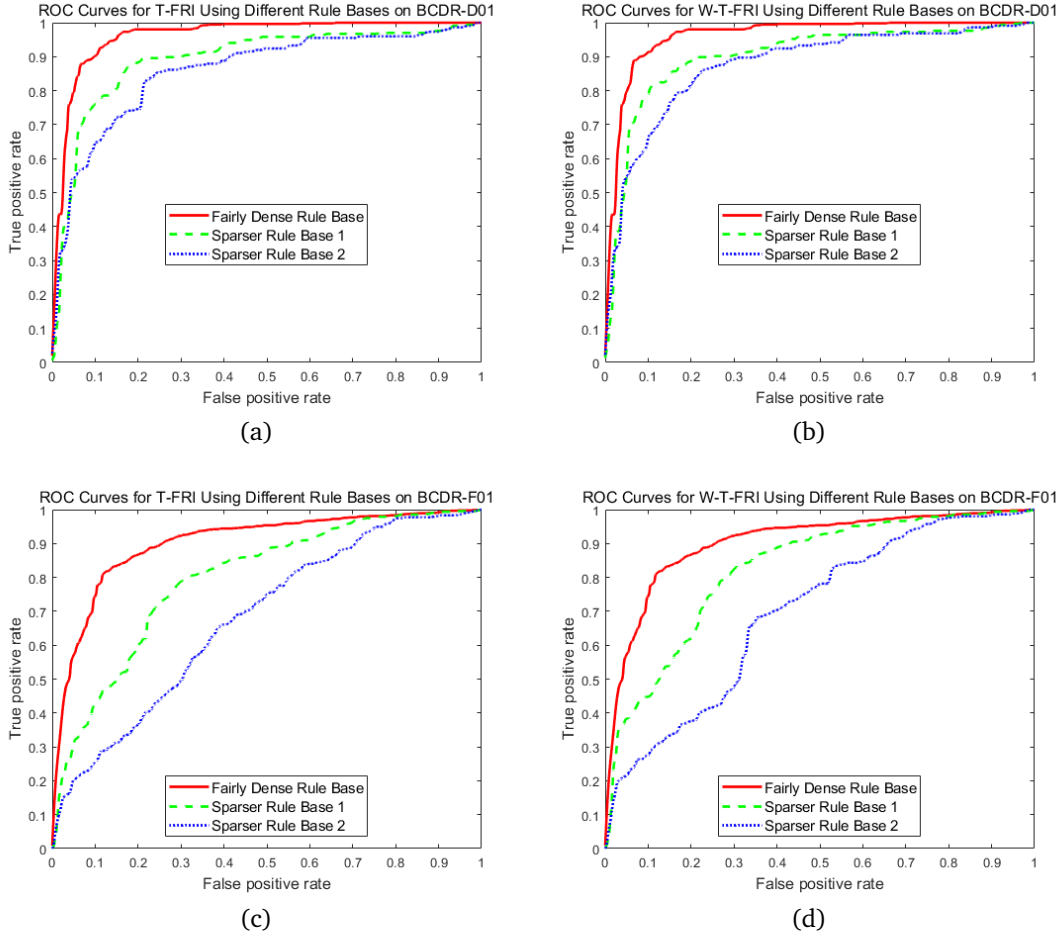 ROC Curves for T-FRI Using Different Rule Bases on BCDR-D01
1
0.9
0.8
0.7
0.6
0.5
0.4
0.3
0.2
0.1
0
True positive rate
Fairly Dense Rule Base
Sparser Rule Base 1
Sparser Rule Base 2
0 0.1 0.2 0.3 0.4 0.5 0.6 0.7 0.8 0.9 1
False positive rate
(a)
ROC Curves for W-T-FRI Using Different Rule Bases on BCDR-D01
1
0.9
0.8
0.7
0.6
0.5
0.4
0.3
0.2
0.1
0
True positive rate
Fairly Dense Rule Base
Sparser Rule Base 1
Sparser Rule Base 2
0 0.1 0.2 0.3 0.4 0.5 0.6 0.7 0.8 0.9 1
False positive rate
(b)
ROC Curves for T-FRI Using Different Rule Bases on BCDR-F01
1
0.9
0.8
0.7
0.6
0.5
0.4
0.3
0.2
0.1
0
True positive rate
Fairly Dense Rule Base
Sparser Rule Base 1
Sparser Rule Base 2
0 0.1 0.2 0.3 0.4 0.5 0.6 0.7 0.8 0.9 1
False positive rate
(c)
ROC Curves for W-T-FRI Using Different Rule Bases on BCDR-F01
1
0.9
0.8
0.7
0.6
0.5
0.4
0.3
0.2
0.1
0
True positive rate
Fairly Dense Rule Base
Sparser Rule Base 1
Sparser Rule Base 2
0 0.1 0.2 0.3 0.4 0.5 0.6 0.7 0.8 0.9 1
False positive rate
(d)